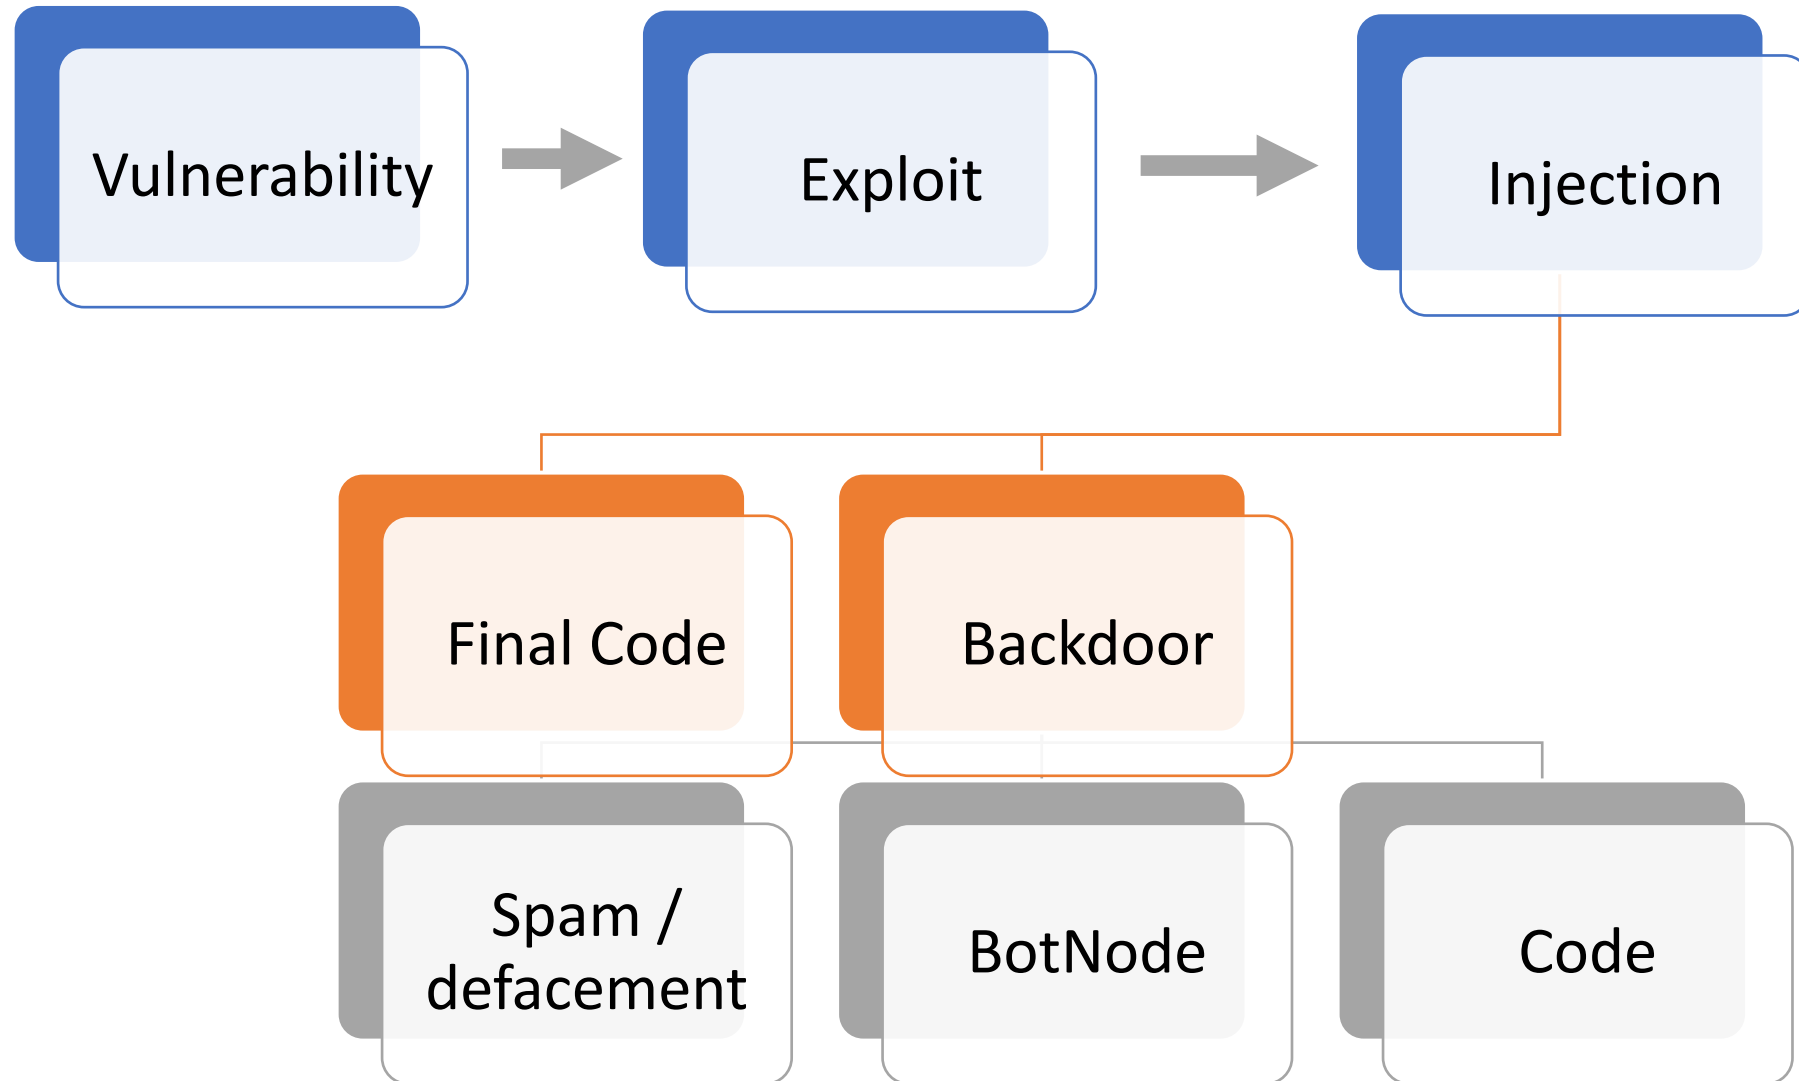 Vulnerability
Exploit
Injection
Final Code
Backdoor
Spam /
defacement
BotNode
Code